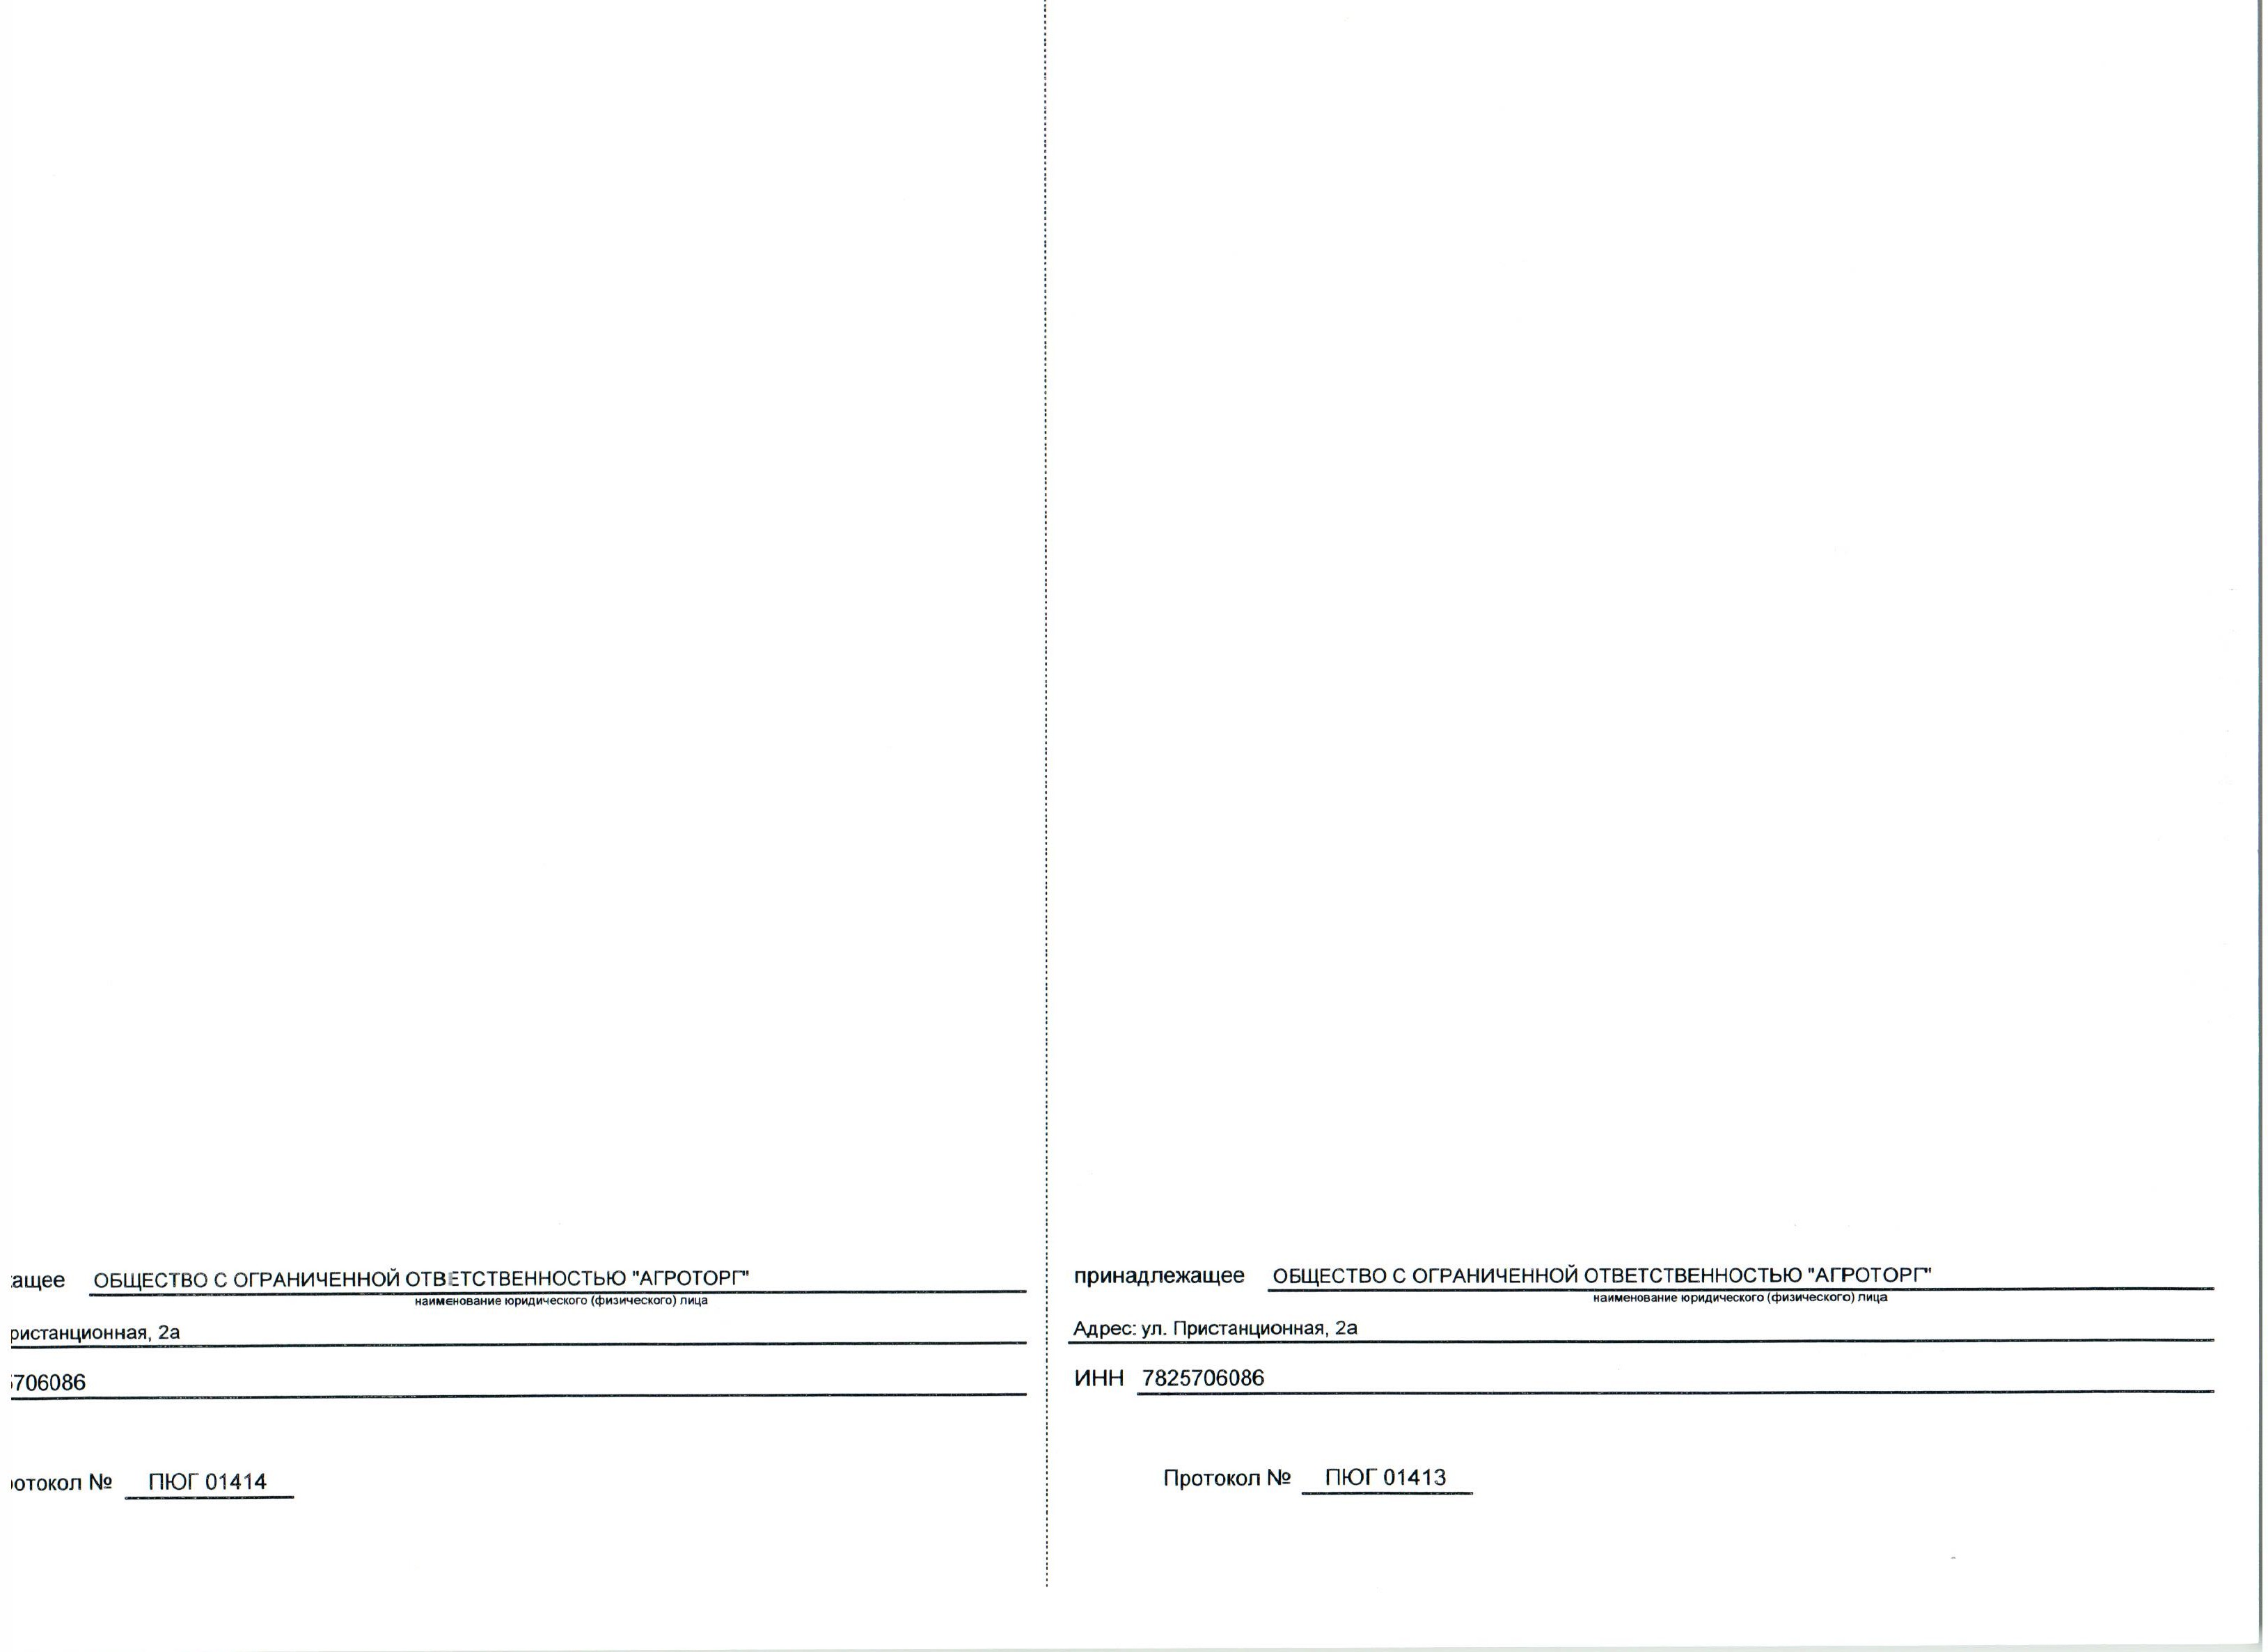 ащее ОБЩЕСТВО С ОГРАНИЧЕННОЙ ОТВЕТСТВЕННОСТЬЮ "АГРОТОРГ"
наименование юридического (физического) лица
ристанционная, 2а
706086
отокол № ПЮГ 01414
принадлежащее ОБЩЕСТВО С ОГРАНИЧЕННОЙ ОТВЕТСТВЕННОСТЬЮ "АГРОТОРГ"
наименование юридического (физического) лица
Адрес: ул. Пристанционная, 2а
ИНН 7825706086
Протокол № ПЮГ 01413